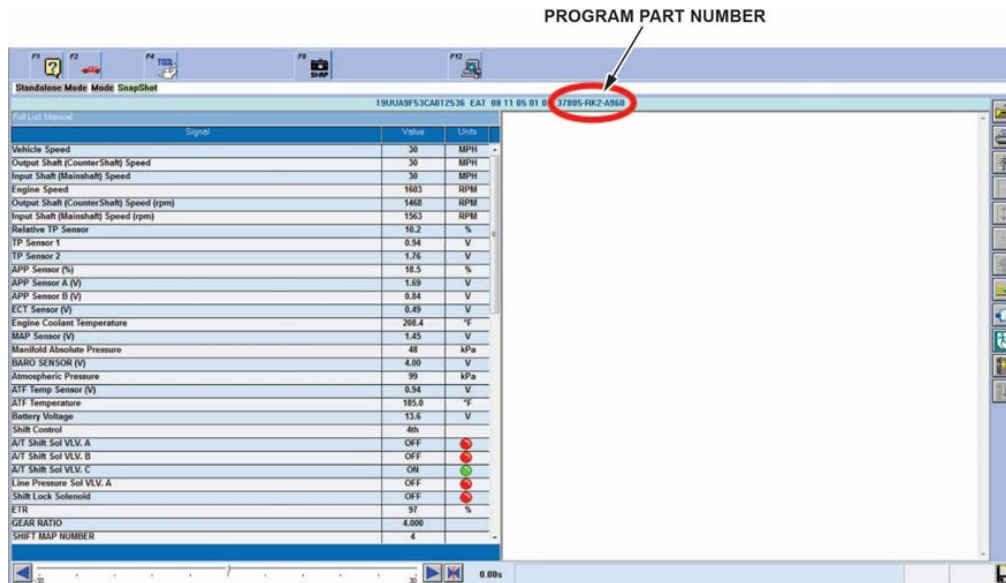 PROGRAM PART NUMBER
F1 F2 F4 TOOL F8 SNAP F12
Standalone Mode Mode SnapShot
37805-RK2-A960
Full List Manual
Signal Value Units
Vehicle Speed 30 MPH
Output Shaft (CounterShaft) Speed 30 MPH
Input Shaft (Mainshaft) Speed 30 MPH
Engine Speed 1603 RPM
Output Shaft (CounterShaft) Speed (rpm) 1468 RPM
Input Shaft (Mainshaft) Speed (rpm) 1563 RPM
Relative TP Sensor 10.2 %
TP Sensor 1 0.94 V
TP Sensor 2 1.76 V
APP Sensor (%) 18.5 %
APP Sensor A (V) 1.69 V
APP Sensor B (V) 0.84 V
ECT Sensor (V) 0.49 V
Engine Coolant Temperature 208.4 °F
MAP Sensor (V) 1.45 V
Manifold Absolute Pressure 48 kPa
BARO SENSOR (V) 4.00 V
Atmospheric Pressure 99 kPa
ATF Temp Sensor (V) 0.94 V
ATF Temperature 185.0 °F
Battery Voltage 13.6 V
Shift Control 4th
A/T Shift Sol VLV. A OFF
A/T Shift Sol VLV. B OFF
A/T Shift Sol VLV. C ON
Line Pressure Sol VLV. A OFF
Shift Lock Solenoid OFF
ETR 97 %
GEAR RATIO 4.000
SHIFT MAP NUMBER 4
-30 30 0.00s